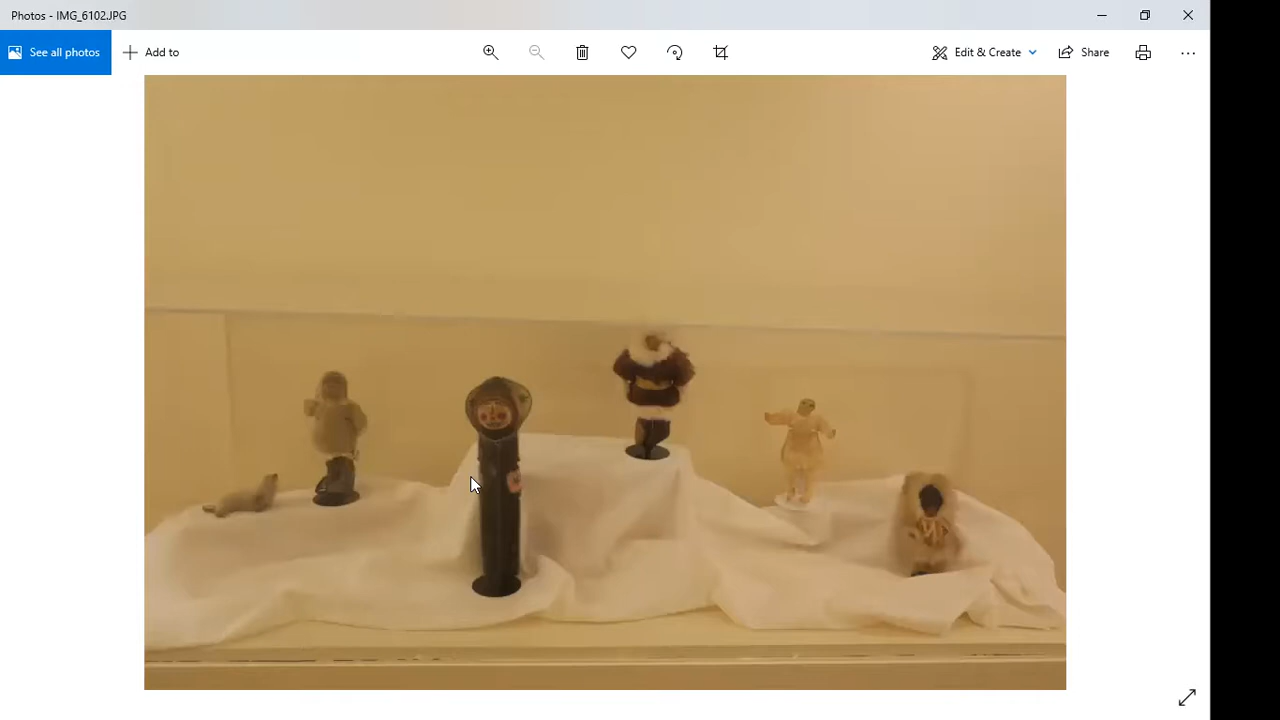 Photos - IMG_6102.JPG
See all photos
Add to
Edit & Create
Share